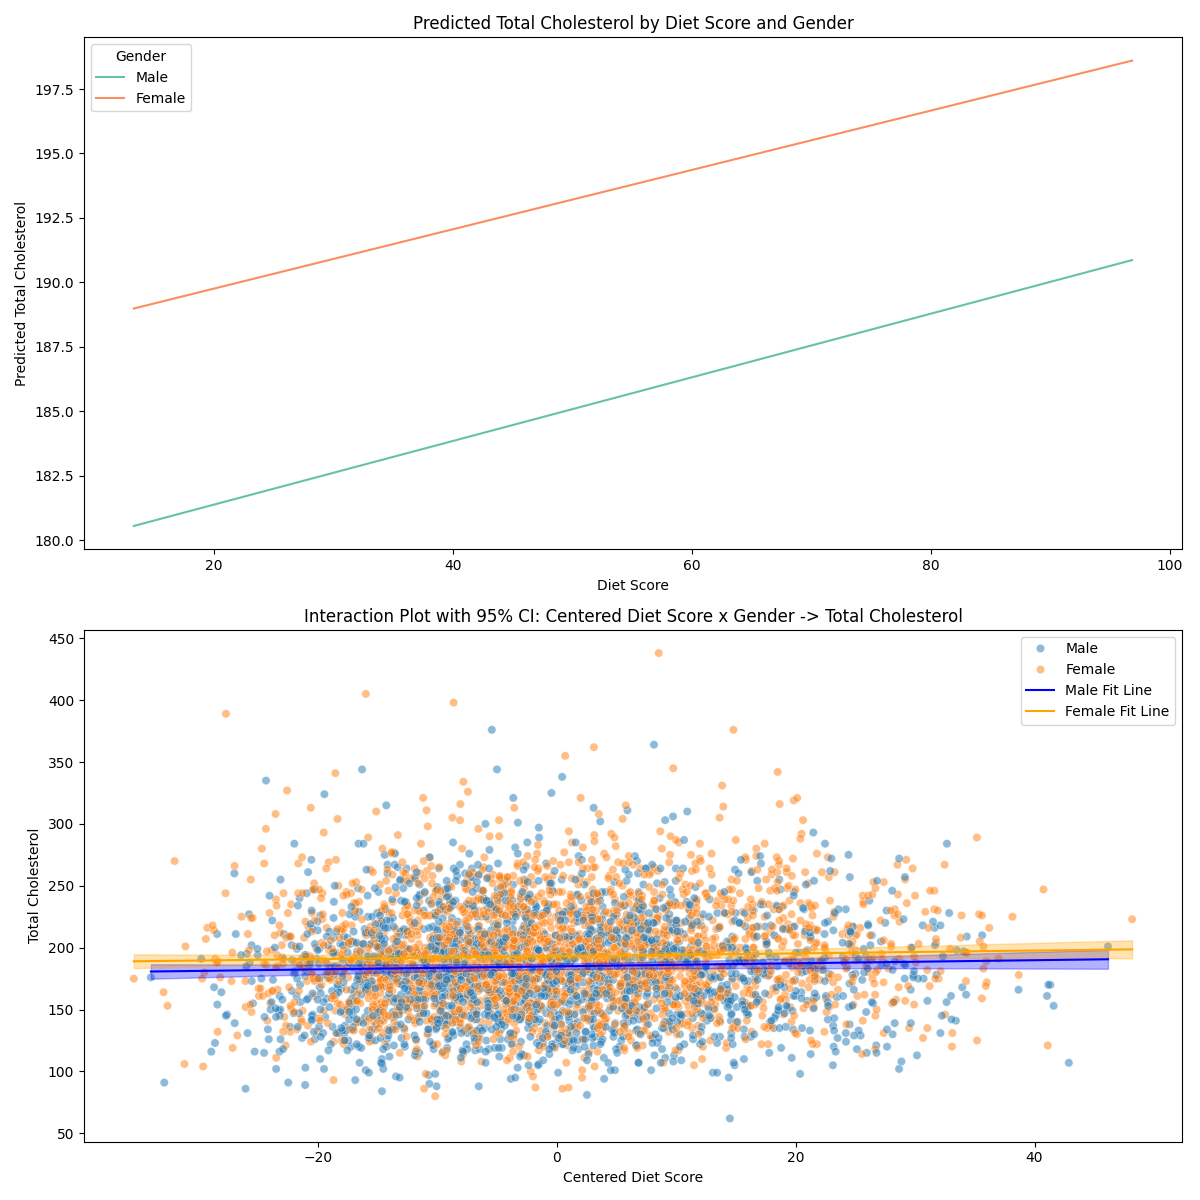 Predicted Total Cholesterol by Diet Score and Gender
Gender
Male
Female
197.5
195.0
192.5
190.0
187.5
185.0
182.5
180.0
Predicted Total Cholesterol
20
40
60
80
100
Diet Score
Interaction Plot with 95% CI: Centered Diet Score x Gender -> Total Cholesterol
Male
Female
Male Fit Line
Female Fit Line
450
400
350
300
250
200
150
100
50
Total Cholesterol
−20
0
20
40
Centered Diet Score